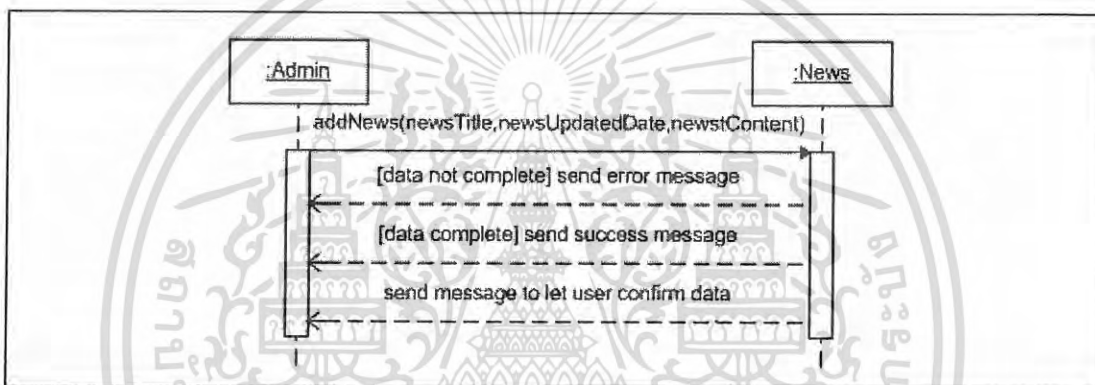 :Admin
:News
addNews(newsTitle,newsUpdatedDate,newstContent)
[data not complete] send error message
[data complete] send success message
send message to let user confirm data